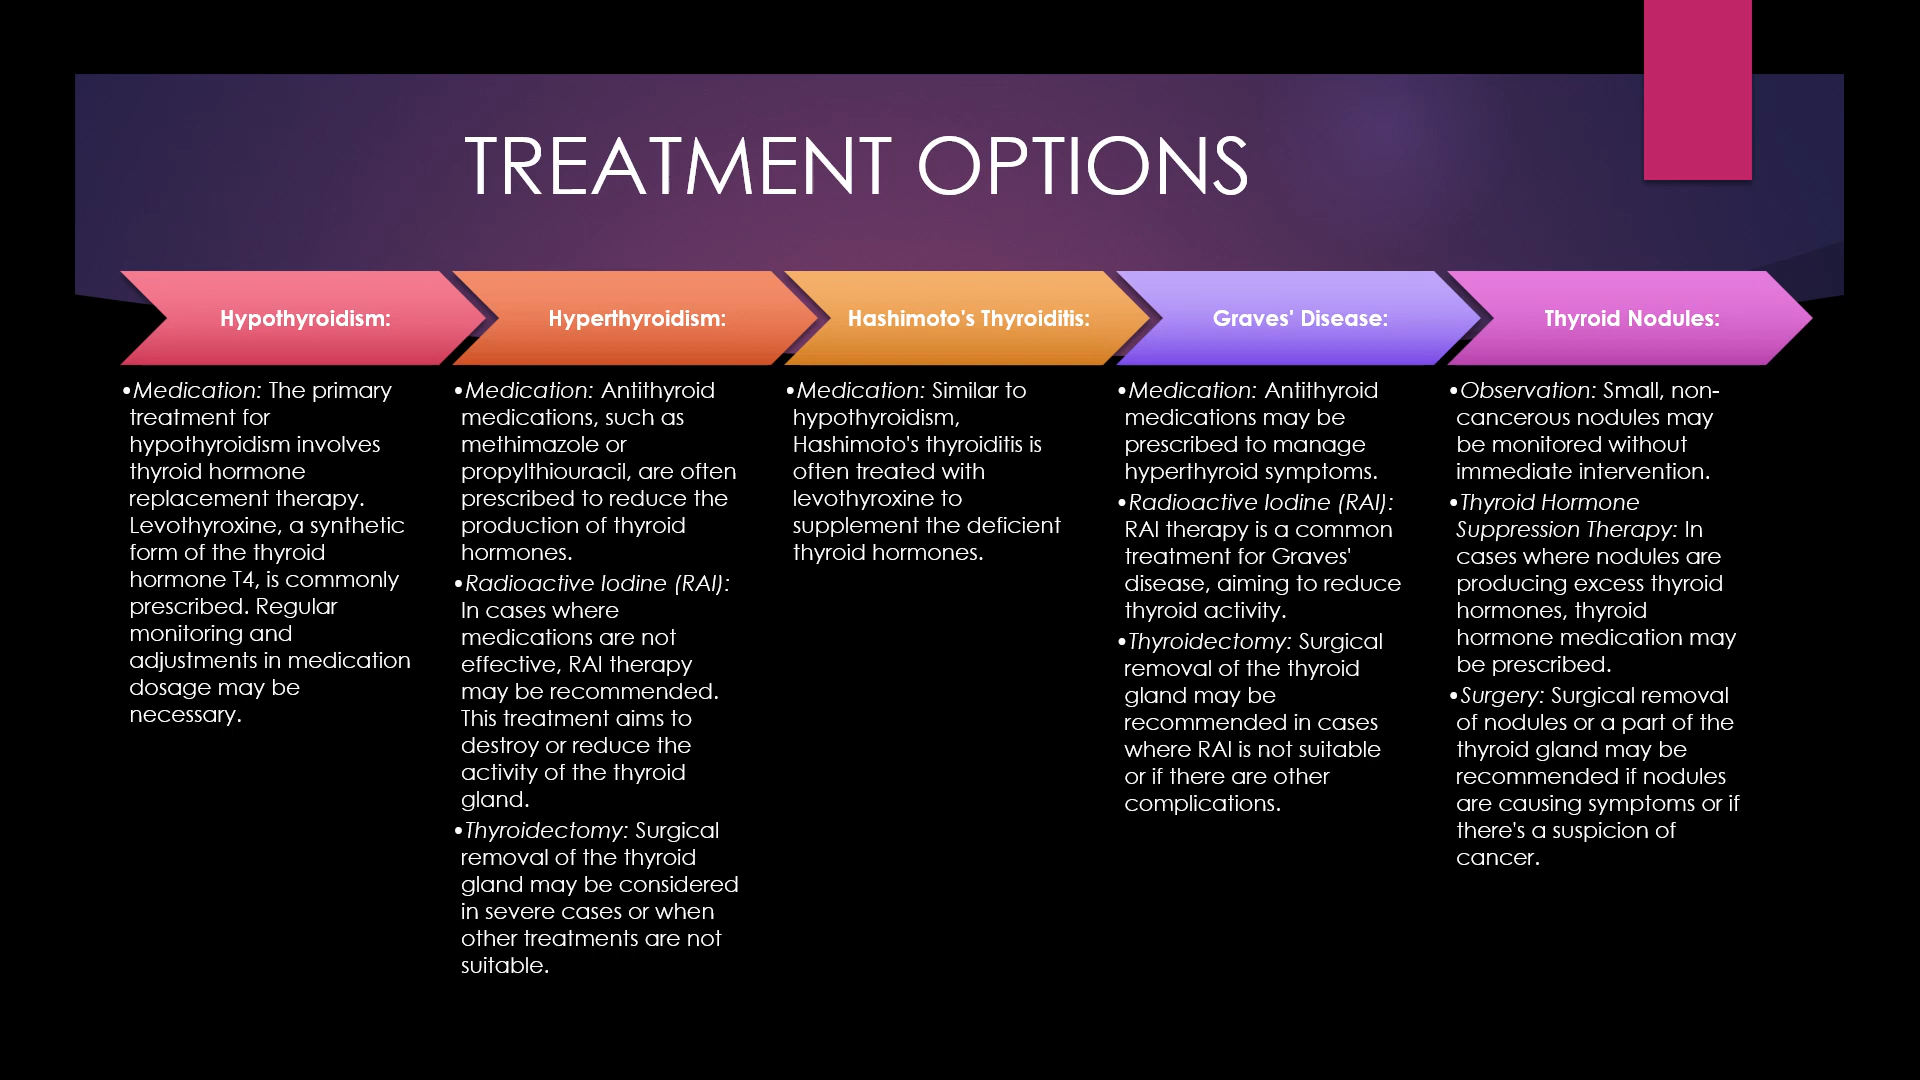 TREATMENT OPTIONS
Hypothyroidism:
•Medication: The primary
treatment for
hypothyroidism involves
thyroid hormone
replacement therapy.
Levothyroxine, a synthetic
form of the thyroid
hormone T4, is commonly
prescribed. Regular
monitoring and
adjustments in medication
dosage may be
necessary.
Hyperthyroidism:
•Medication: Antithyroid
medications, such as
methimazole or
propylthiouracil, are often
prescribed to reduce the
production of thyroid
hormones.
•Radioactive Iodine (RAI):
In cases where
medications are not
effective, RAI therapy
may be recommended.
This treatment aims to
destroy or reduce the
activity of the thyroid
gland.
•Thyroidectomy: Surgical
removal of the thyroid
gland may be considered
in severe cases or when
other treatments are not
suitable.
Hashimoto's Thyroiditis:
•Medication: Similar to
hypothyroidism,
Hashimoto's thyroiditis is
often treated with
levothyroxine to
supplement the deficient
thyroid hormones.
Graves' Disease:
•Medication: Antithyroid
medications may be
prescribed to manage
hyperthyroid symptoms.
•Radioactive Iodine (RAI):
RAI therapy is a common
treatment for Graves'
disease, aiming to reduce
thyroid activity.
•Thyroidectomy: Surgical
removal of the thyroid
gland may be
recommended in cases
where RAI is not suitable
or if there are other
complications.
Thyroid Nodules:
•Observation: Small, non-
cancerous nodules may
be monitored without
immediate intervention.
•Thyroid Hormone
Suppression Therapy: In
cases where nodules are
producing excess thyroid
hormones, thyroid
hormone medication may
be prescribed.
•Surgery: Surgical removal
of nodules or a part of the
thyroid gland may be
recommended if nodules
are causing symptoms or if
there's a suspicion of
cancer.